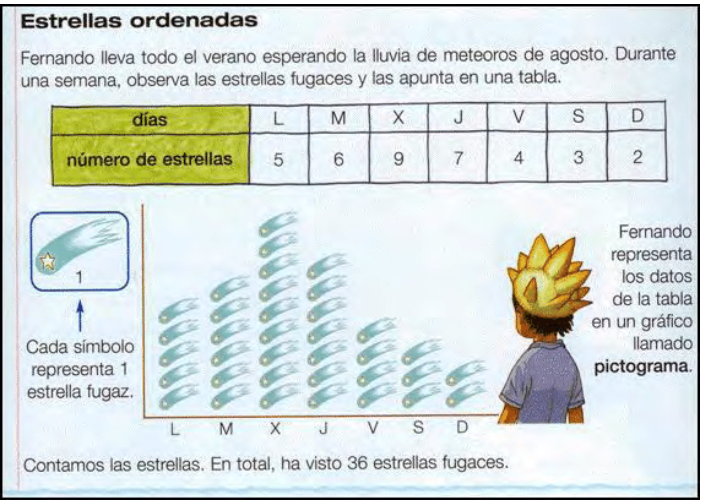 Estrellas ordenadas
Fernando lleva todo el verano esperando la lluvia de meteoros de agosto. Durante
una semana, observa las estrellas fugaces y las apunta en una tabla.
días L M X J V S D
número de estrellas 5 6 9 7 4 3 2
1
Cada símbolo
representa 1
estrella fugaz.
Fernando
representa
los datos
de la tabla
en un gráfico
llamado
pictograma.
L M X J V S D
Contamos las estrellas. En total, ha visto 36 estrellas fugaces.